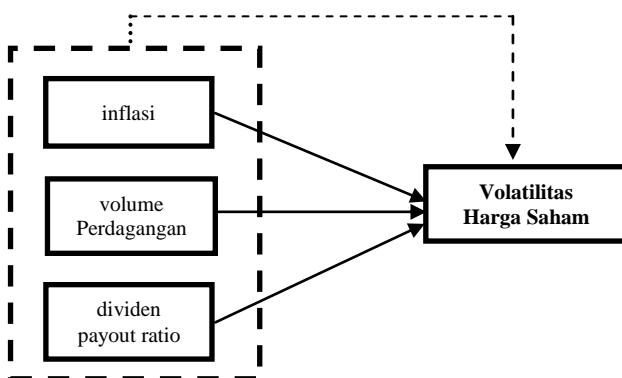 inflasi
volume
Perdagangan
dividen
payout ratio
Volatilitas
Harga Saham